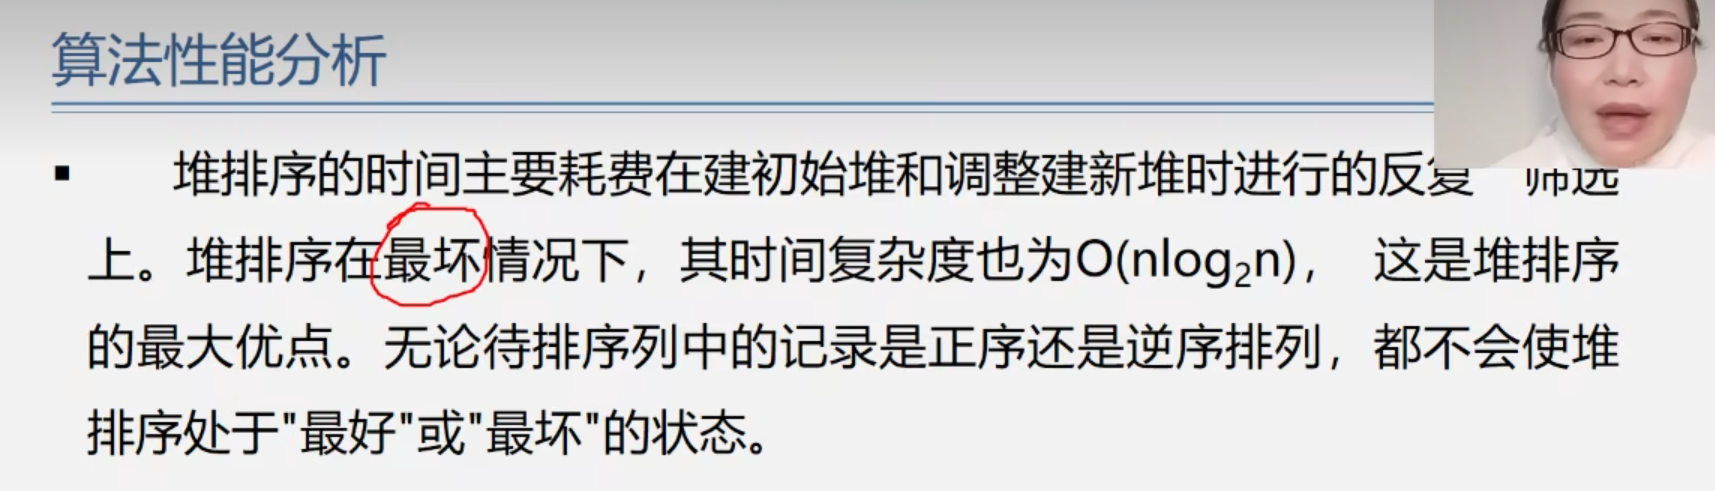 算法性能分析
▪ 堆排序的时间主要耗费在建初始堆和调整建新堆时进行的反复 筛选
上。堆排序在最坏情况下，其时间复杂度也为O(nlog₂n)， 这是堆排序
的最大优点。无论待排序列中的记录是正序还是逆序排列，都不会使堆
排序处于"最好"或"最坏"的状态。